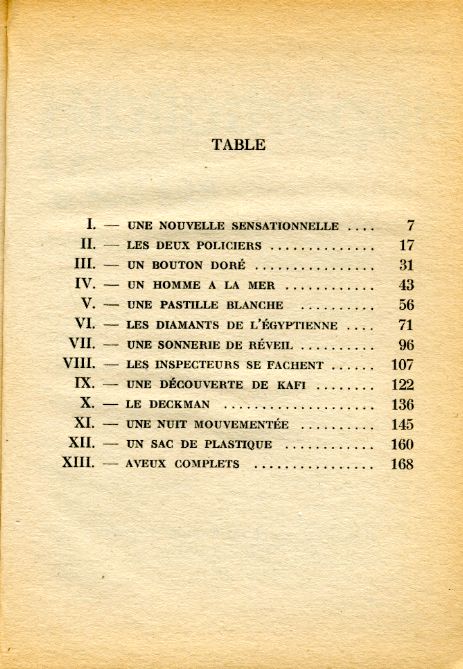 TABLE
I. — UNE NOUVELLE SENSATIONNELLE .... 7
II. — LES DEUX POLICIERS .............. 17
III. — UN BOUTON DORÉ ................ 31
IV. — UN HOMME A LA MER ............ 43
V. — UNE PASTILLE BLANCHE .......... 56
VI. — LES DIAMANTS DE L'ÉGYPTIENNE .... 71
VII. — UNE SONNERIE DE RÉVEIL .......... 96
VIII. — LES INSPECTEURS SE FACHENT ...... 107
IX. — UNE DÉCOUVERTE DE KAFI ........ 122
X. — LE DECKMAN .................... 136
XI. — UNE NUIT MOUVEMENTÉE .......... 145
XII. — UN SAC DE PLASTIQUE ............ 160
XIII. — AVEUX COMPLETS ................ 168